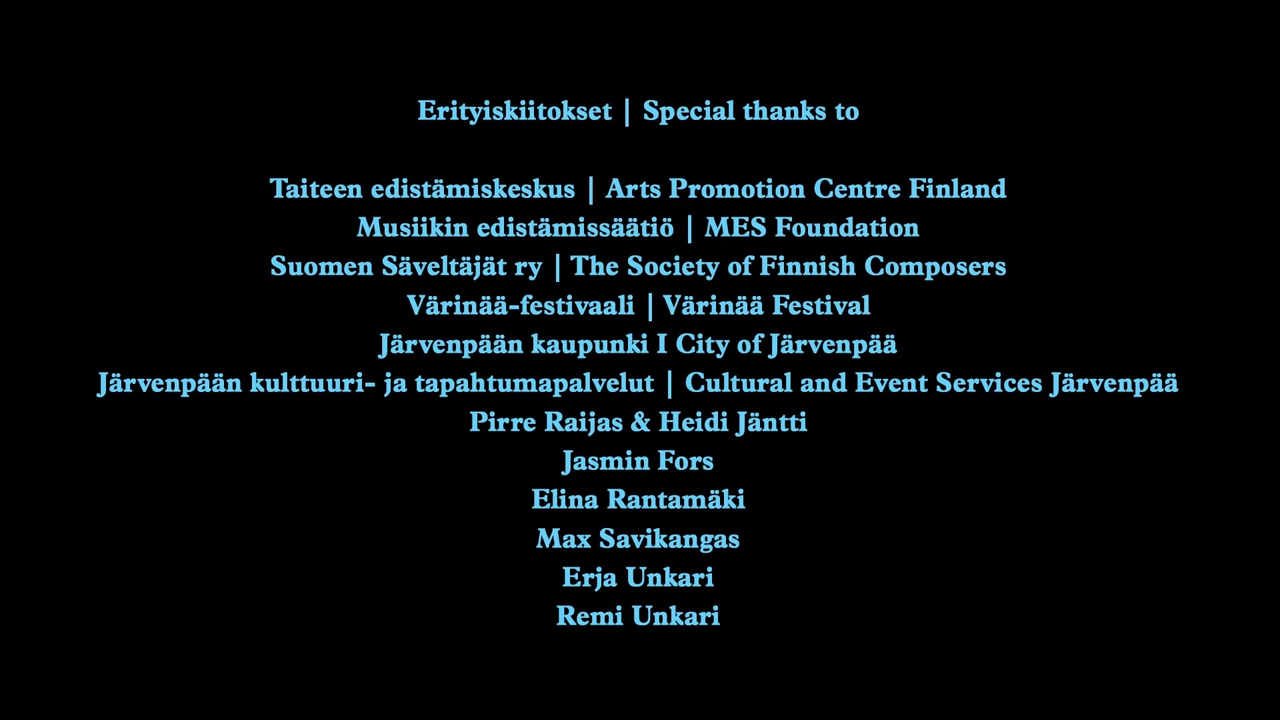 Erityiskiitokset | Special thanks to
Taiteen edistämiskeskus | Arts Promotion Centre Finland
Musiikin edistämissäätiö | MES Foundation
Suomen Säveltäjät ry | The Society of Finnish Composers
Värinää-festivaali | Värinää Festival
Järvenpään kaupunki I City of Järvenpää
Järvenpään kulttuuri- ja tapahtumapalvelut | Cultural and Event Services Järvenpää
Pirre Raijas & Heidi Jäntti
Jasmin Fors
Elina Rantamäki
Max Savikangas
Erja Unkari
Remi Unkari